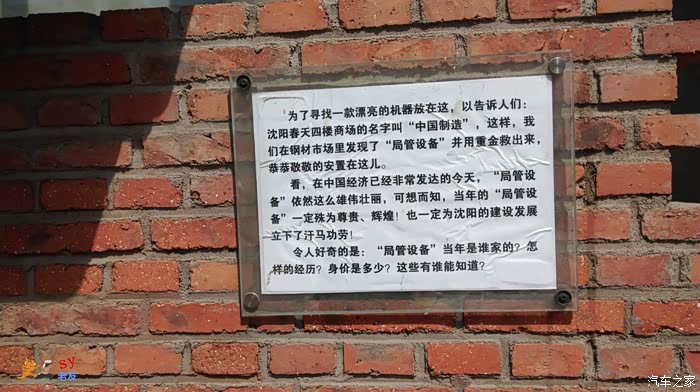 为了寻找一款漂亮的机器放在这，以告诉人们：
沈阳春天四楼商场的名字叫“中国制造”，这样，我
们在钢材市场里发现了“局管设备”并用重金救出来，
恭恭敬敬的安置在这儿。
看，在中国经济已经非常发达的今天，“局管设
备”依然这么雄伟壮丽，可想而知，当年的“局管设
备”一定殊为尊贵、辉煌！也一定为沈阳的建设发展
立下了汗马功劳！
令人好奇的是：“局管设备”当年是谁家的？怎
样的经历？身价是多少？这些有谁能知道？
sy
汽车之家